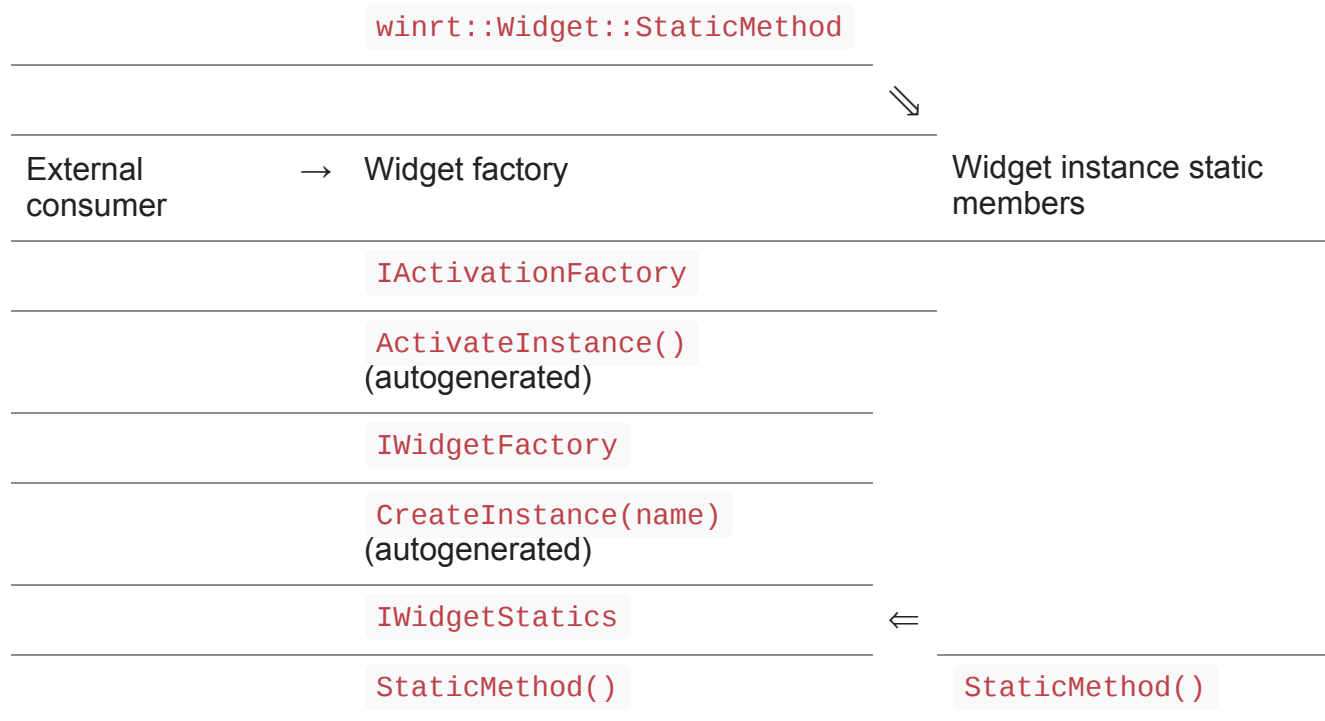 winrt::Widget::StaticMethod
⇘
External → Widget factory Widget instance static
consumer members
IActivationFactory
ActivateInstance()
(autogenerated)
IWidgetFactory
CreateInstance(name)
(autogenerated)
IWidgetStatics ⇐
StaticMethod() StaticMethod()